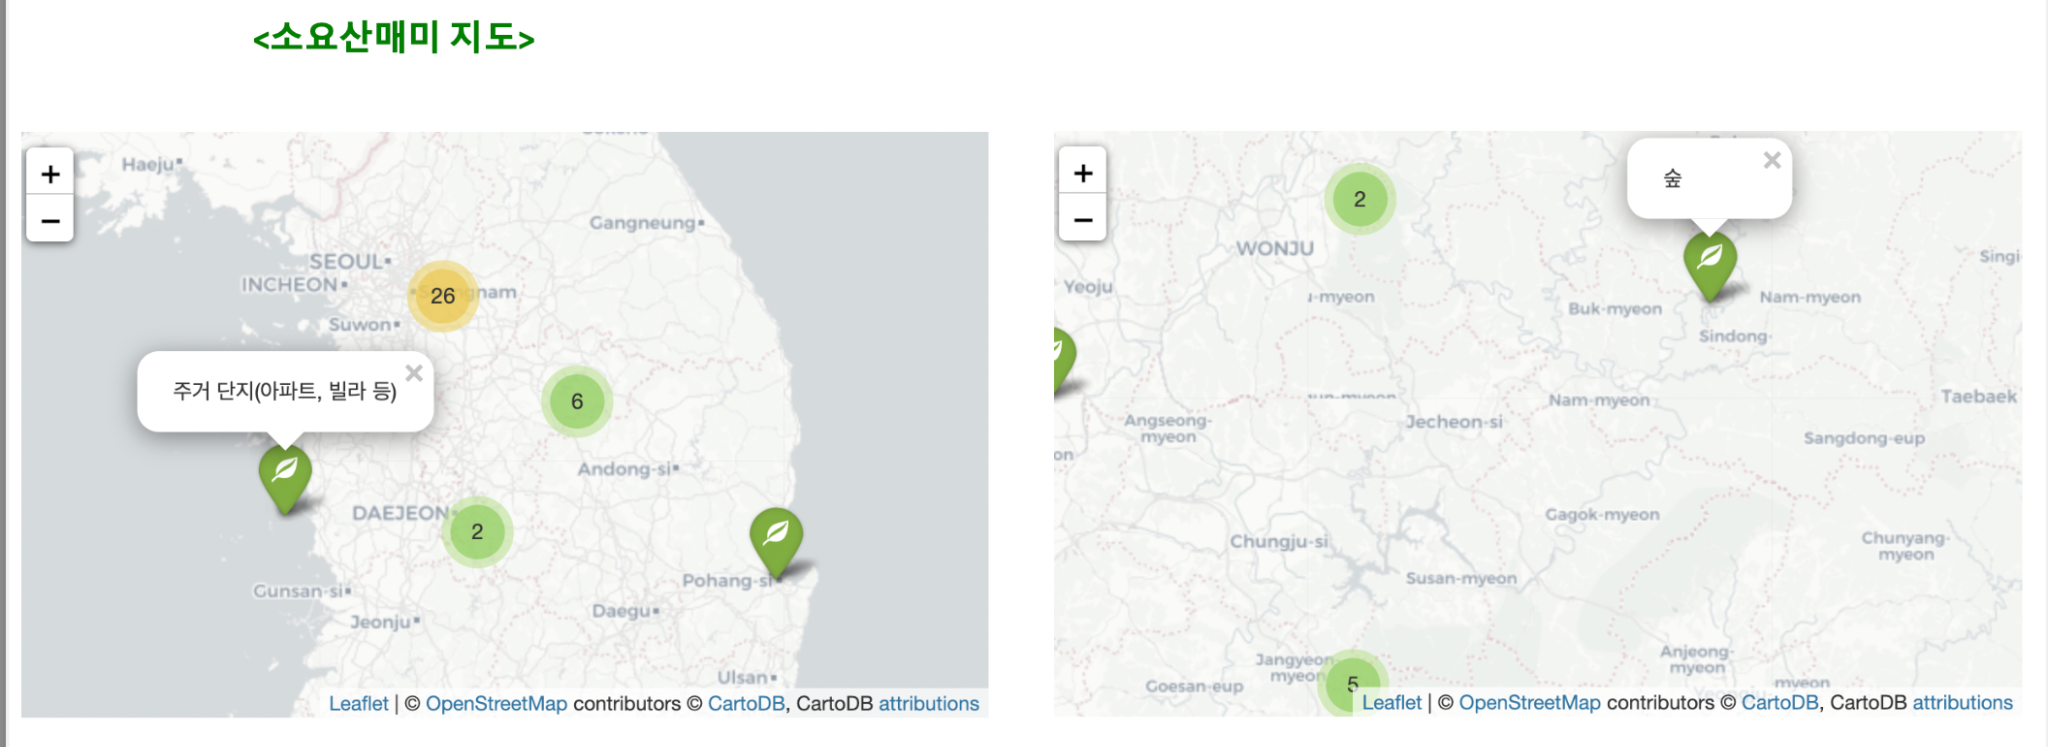 <소요산매미 지도>
Haeju
+
−
Gangneung
SEOUL
INCHEON
26
Suwon
주거 단지(아파트, 빌라 등)
×
6
Andong-si
DAEJEON
2
Pohang-si
Gunsan-si
Daegu
Jeonju
Ulsan
Leaflet | © OpenStreetMap contributors © CartoDB, CartoDB attributions
+
−
2
숲
×
WONJU
Yeoju
Buk-myeon
Nam-myeon
Sindong
Nam-myeon
Taebaek
Angseong-
myeon
Jecheon-si
Sangdong-eup
Gagok-myeon
Chungju-si
Chunyang-
myeon
Susan-myeon
Jangyeon-
myeon
Anjeong-
myeon
Goesan-eup
5
myeon
Leaflet | © OpenStreetMap contributors © CartoDB, CartoDB attributions